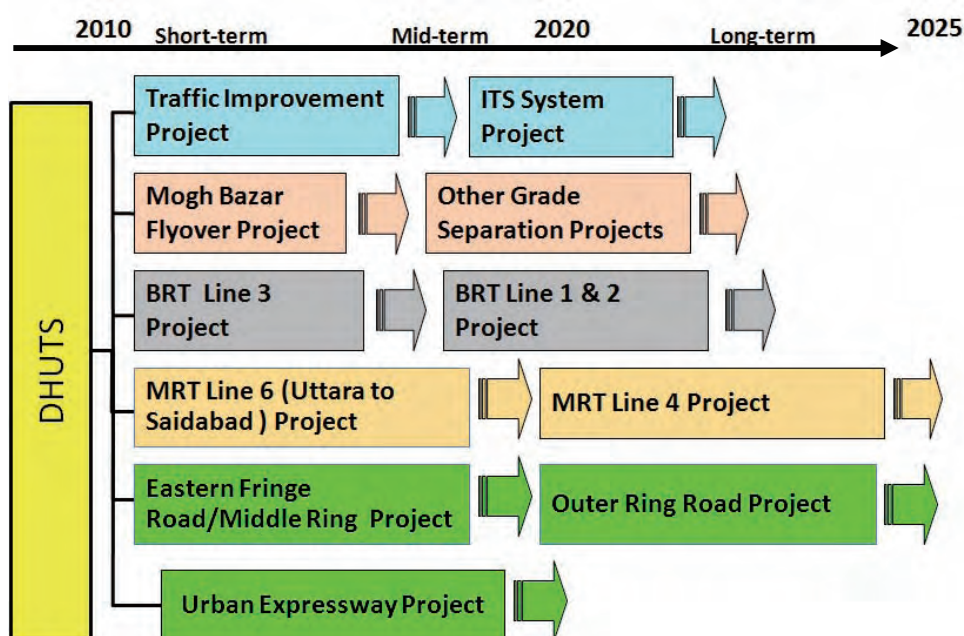 2010 Short-term Mid-term 2020 Long-term 2025
DHUTS
Traffic Improvement
Project
ITS System
Project
Mogh Bazar
Flyover Project
Other Grade
Separation Projects
BRT Line 3
Project
BRT Line 1 & 2
Project
MRT Line 6 (Uttara to
Saidabad ) Project
MRT Line 4 Project
Eastern Fringe
Road/Middle Ring Project
Outer Ring Road Project
Urban Expressway Project